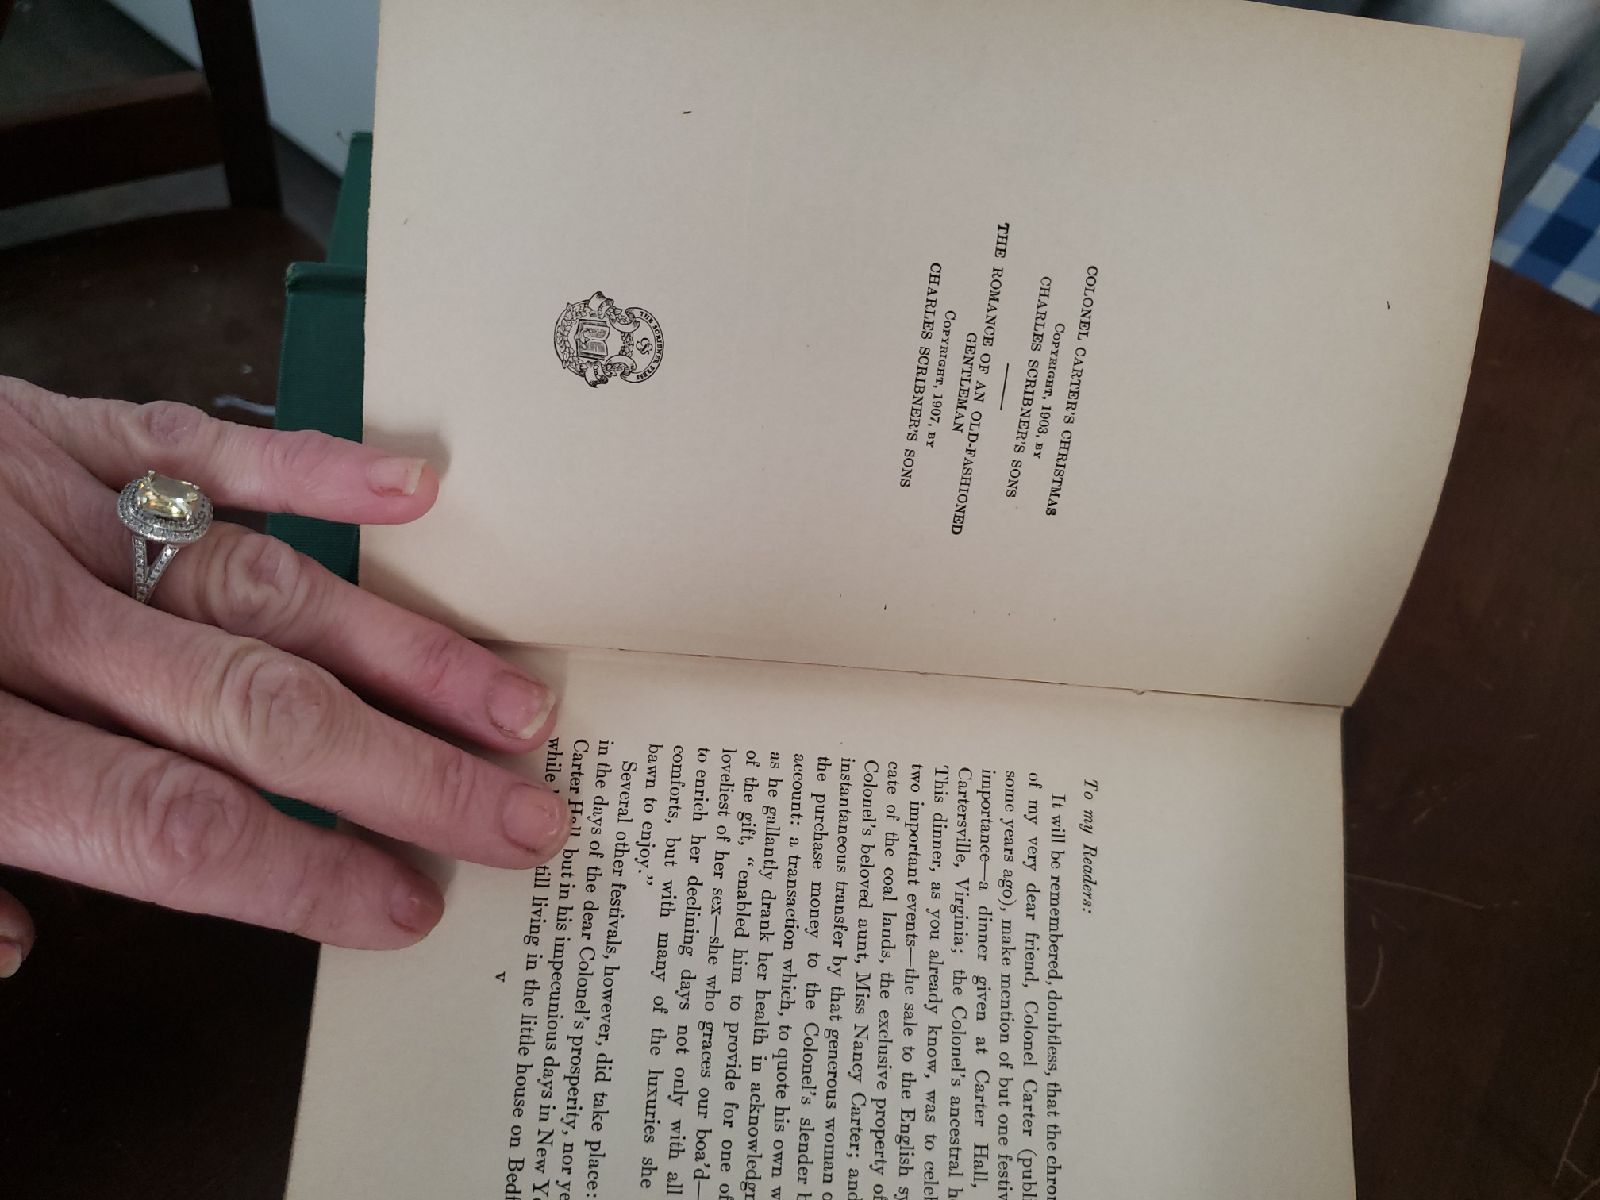 COLONEL CARTER'S CHRISTMAS
COPYRIGHT, 1903, BY
CHARLES SCRIBNER'S SONS
THE ROMANCE OF AN OLD-FASHIONED
GENTLEMAN
COPYRIGHT, 1907, BY
CHARLES SCRIBNER'S SONS
To my Readers:
It will be remembered, doubtless, that the
of my very dear friend, Colonel Carter
some years ago), make mention of but one
importance—a dinner given at Carter Hall,
Cartersville, Virginia; the Colonel's ancestral
This dinner, as you already know, was to
two important events—the sale to the English
cate of the coal lands, the exclusive property of
Colonel's beloved aunt, Miss Nancy Carter; and
instantaneous transfer by that generous woman
the purchase money to the Colonel's slender
account: a transaction which, to quote his own
as he gallantly drank her health in
of the gift, "enabled him to provide for one of
loveliest of her sex—she who graces our boa'd—
to enrich her declining days not only with all
comforts, but with many of the luxuries she
bawn to enjoy."
Several other festivals, however, did take place:
in the days of the dear Colonel's prosperity, nor
Carter Hall but in his impecunious days in New
while living in the little house on
v